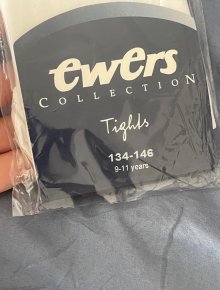 ewers
COLLECTION
Tights
134-146
9-11 years